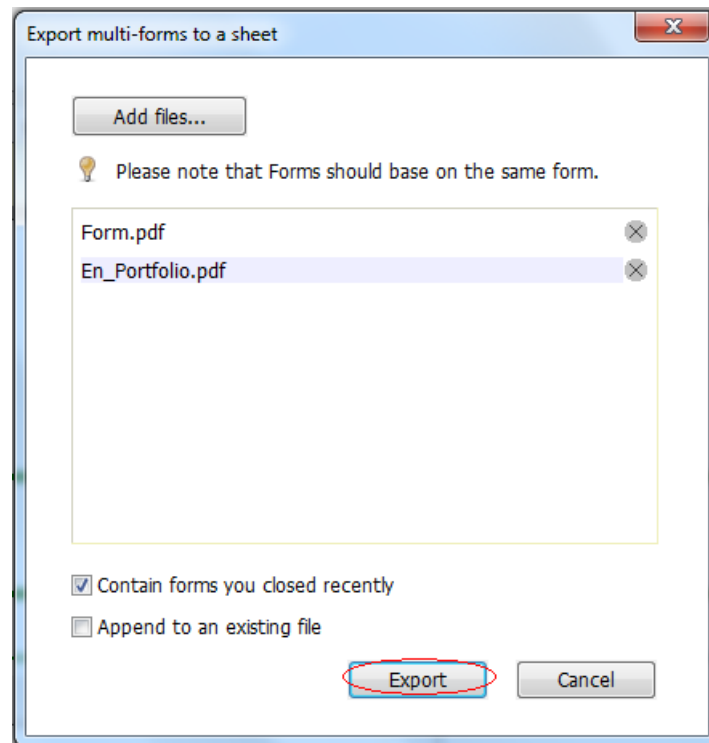 Export multi-forms to a sheet
Add files...
Please note that Forms should base on the same form.
Form.pdf
En_Portfolio.pdf
Contain forms you closed recently
Append to an existing file
Export
Cancel